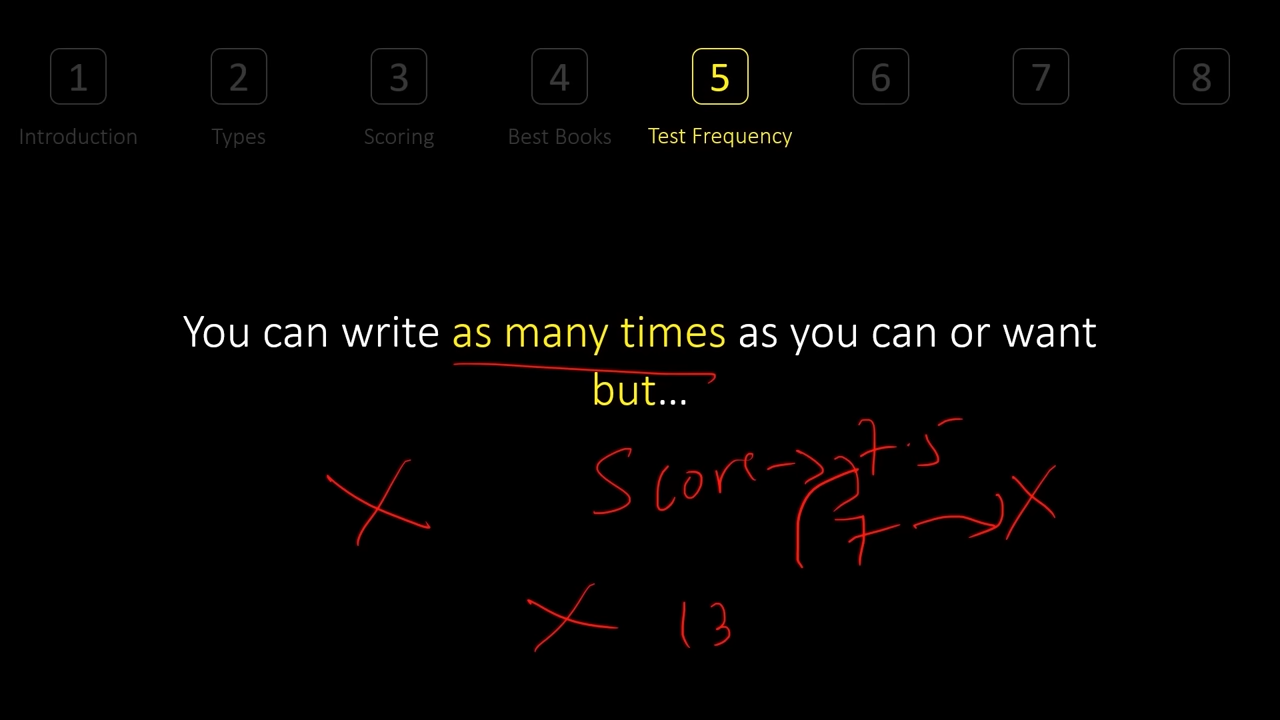 1 2 3 4 5 6 7 8
Introduction Types Scoring Best Books Test Frequency
You can write as many times as you can or want
but...
Score → 7.5
X 7 → X
X 13